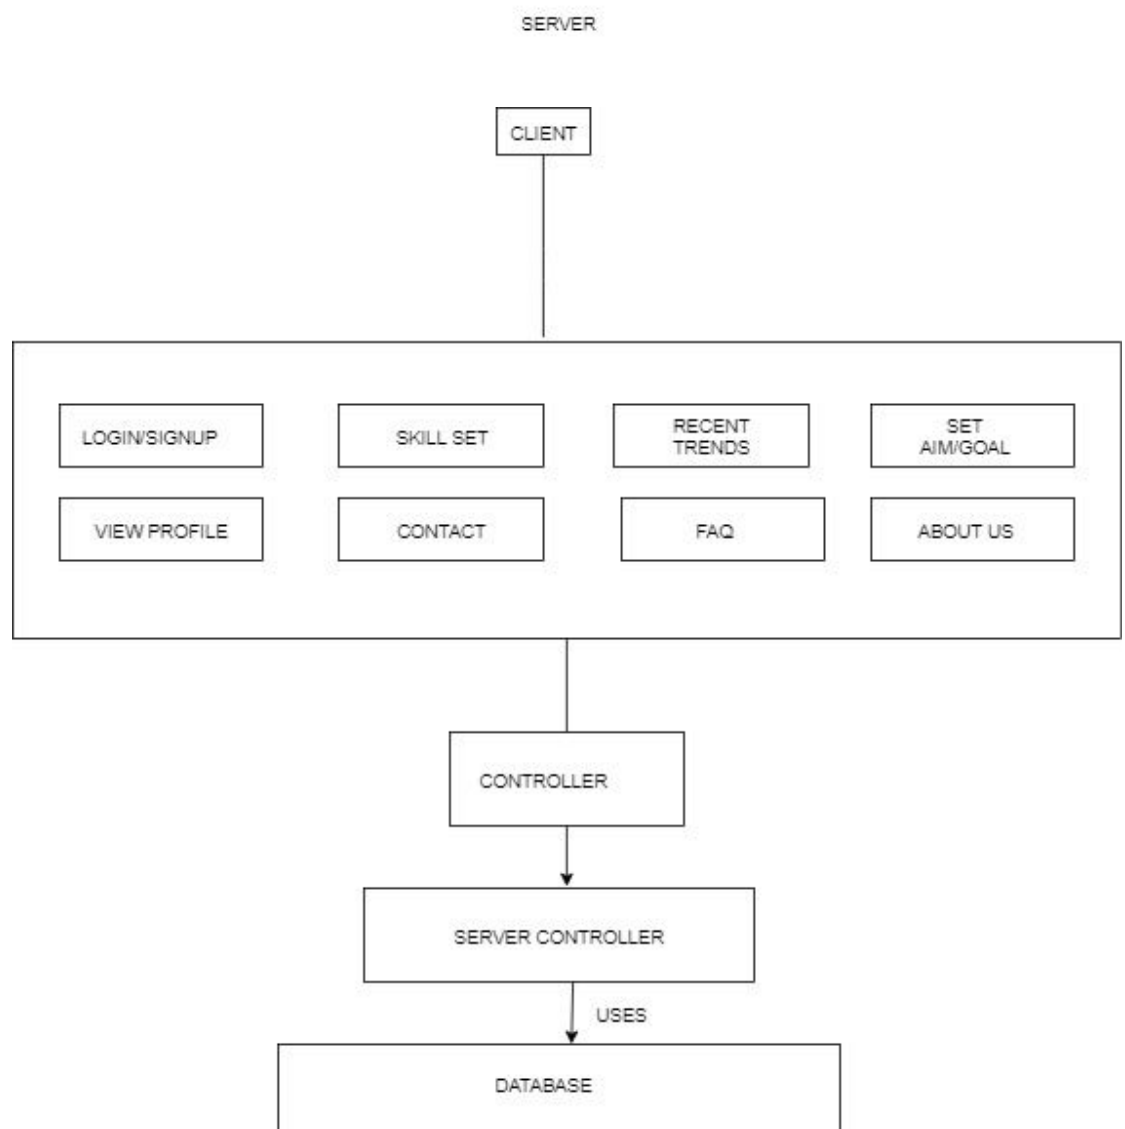 SERVER
CLIENT
LOGIN/SIGNUP
SKILL SET
RECENT
TRENDS
SET
AIM/GOAL
VIEW PROFILE
CONTACT
FAQ
ABOUT US
CONTROLLER
SERVER CONTROLLER
USES
DATABASE